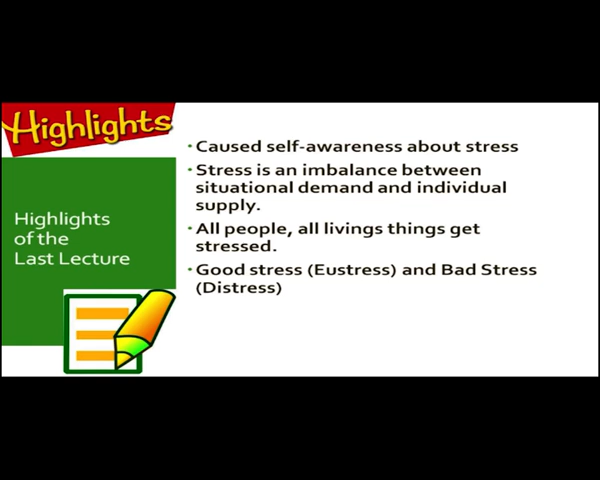 Highlights
Highlights
of the
Last Lecture
• Caused self-awareness about stress
• Stress is an imbalance between
situational demand and individual
supply.
• All people, all livings things get
stressed.
• Good stress (Eustress) and Bad Stress
(Distress)